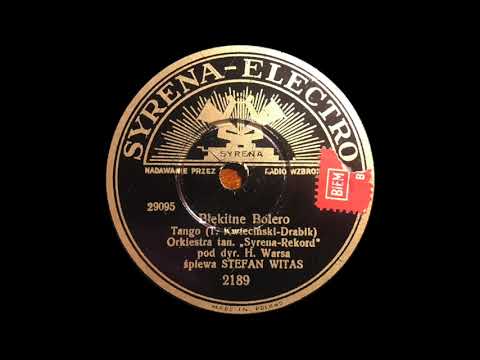 SYRENA-ELECTRO
SYRENA
NADAWANIE PRZEZ RADIO WZBRO
BIEM
B
29095
Błękitne Bolero
Tango (T. Kwieciński-Drabik)
Orkiestra tan. „Syrena-Rekord"
pod dyr. H. Warsa
śpiewa STEFAN WITAS
2189
MADE IN POLAND